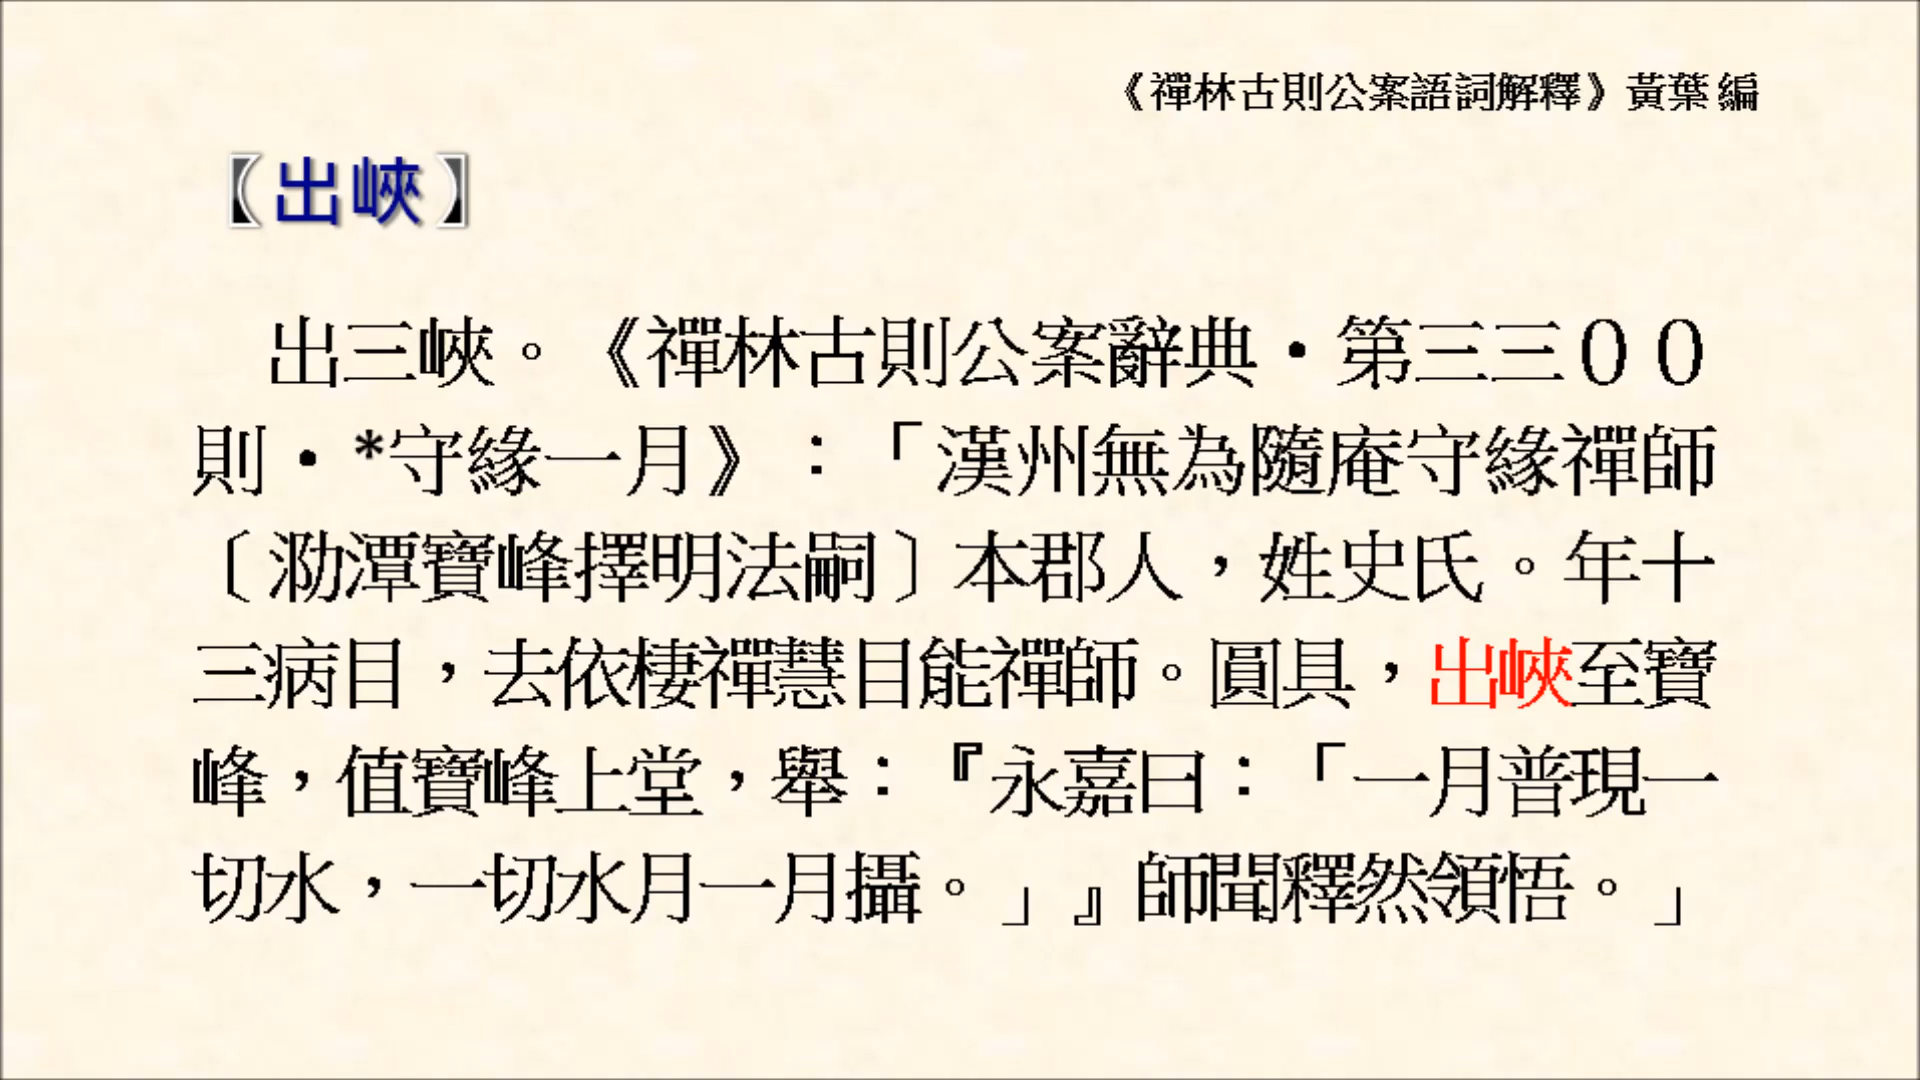 《禪林古則公案語詞解釋》黃葉 編
【出峽】
出三峽。《禪林古則公案辭典•第三三００
則•*守緣一月》：「漢州無為隨庵守緣禪師
〔泐潭寶峰擇明法嗣〕本郡人，姓史氏。年十
三病目，去依棲禪慧目能禪師。圓具，出峽至寶
峰，值寶峰上堂，舉：『永嘉曰：「一月普現一
切水，一切水月一月攝。」』師聞釋然領悟。」